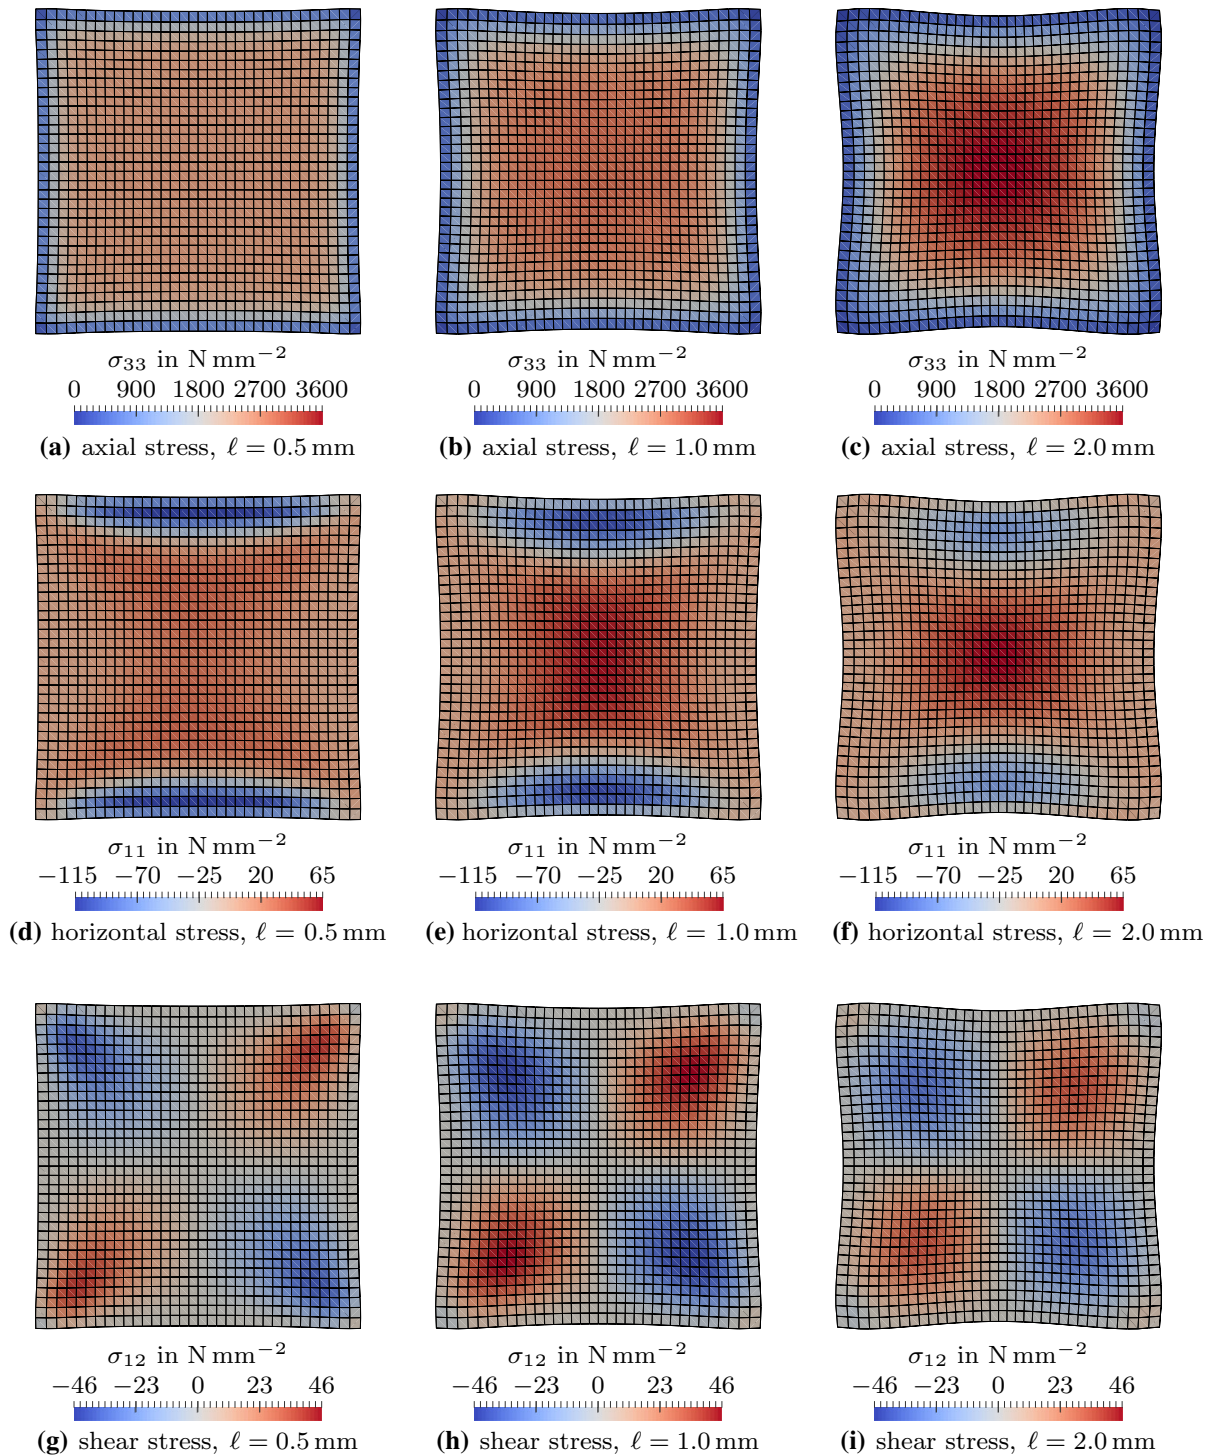 σ₃₃ in N mm⁻² σ₃₃ in N mm⁻² σ₃₃ in N mm⁻²
0 900 1800 2700 3600 0 900 1800 2700 3600 0 900 1800 2700 3600
(a) axial stress, ℓ = 0.5 mm (b) axial stress, ℓ = 1.0 mm (c) axial stress, ℓ = 2.0 mm
σ₁₁ in N mm⁻² σ₁₁ in N mm⁻² σ₁₁ in N mm⁻²
−115 −70 −25 20 65 −115 −70 −25 20 65 −115 −70 −25 20 65
(d) horizontal stress, ℓ = 0.5 mm (e) horizontal stress, ℓ = 1.0 mm (f) horizontal stress, ℓ = 2.0 mm
σ₁₂ in N mm⁻² σ₁₂ in N mm⁻² σ₁₂ in N mm⁻²
−46 −23 0 23 46 −46 −23 0 23 46 −46 −23 0 23 46
(g) shear stress, ℓ = 0.5 mm (h) shear stress, ℓ = 1.0 mm (i) shear stress, ℓ = 2.0 mm